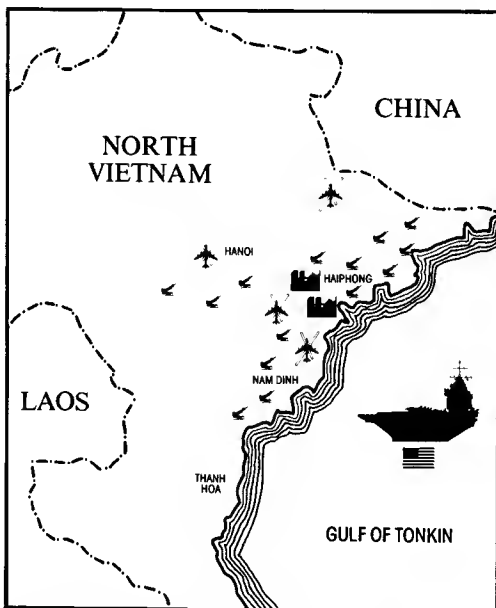 CHINA
NORTH
VIETNAM
HANOI
HAIPHONG
NAM DINH
LAOS
THANH
HOA
GULF OF TONKIN